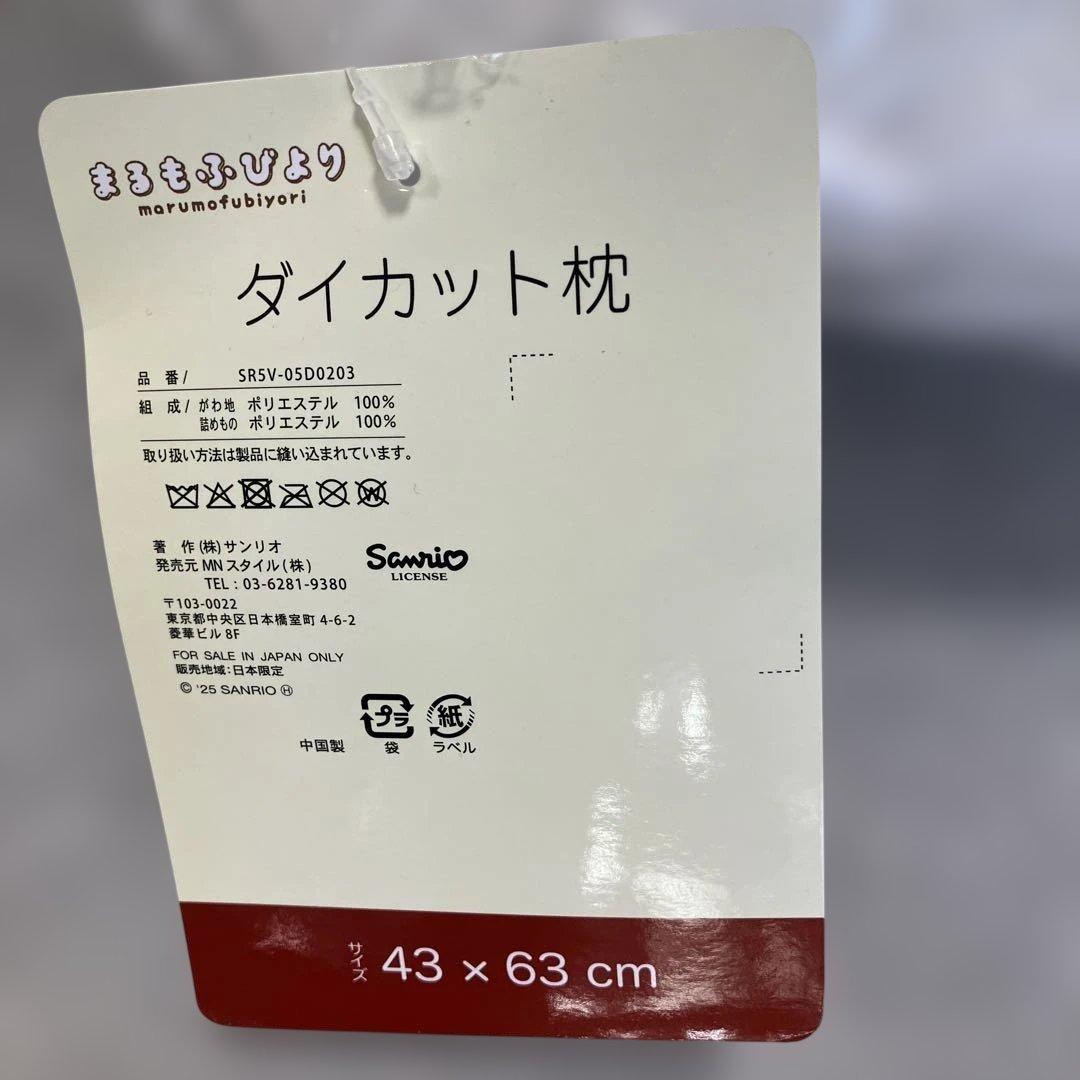 まるもふびより
marumofubiyori
ダイカット枕
品 番/ SR5V-05D0203
組 成/ がわ地 ポリエステル 100%
詰めもの ポリエステル 100%
取り扱い方法は製品に縫い込まれています。
著 作(株)サンリオ
発売元 MNスタイル(株)
TEL : 03-6281-9380
Sanrio
LICENSE
〒103-0022
東京都中央区日本橋室町 4-6-2
菱華ビル 8F
FOR SALE IN JAPAN ONLY
販売地域:日本限定
© '25 SANRIO Ⓗ
プラ 紙
中国製 袋 ラベル
サイズ 43 × 63 cm